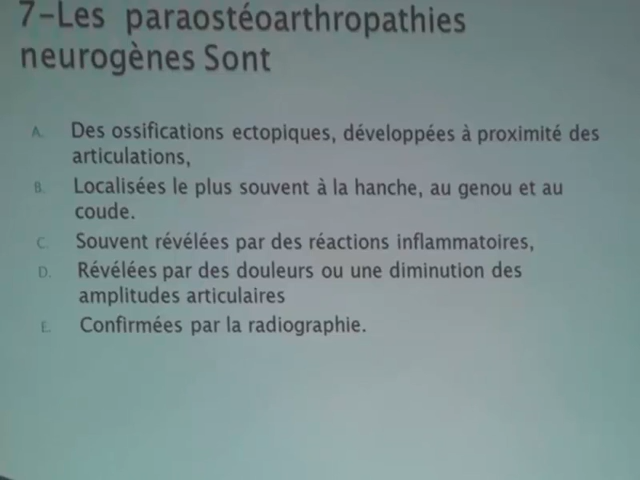 7-Les paraostéoarthropathies
neurogènes Sont
A. Des ossifications ectopiques, développées à proximité des
articulations,
B. Localisées le plus souvent à la hanche, au genou et au
coude.
C. Souvent révélées par des réactions inflammatoires,
D. Révélées par des douleurs ou une diminution des
amplitudes articulaires
E. Confirmées par la radiographie.